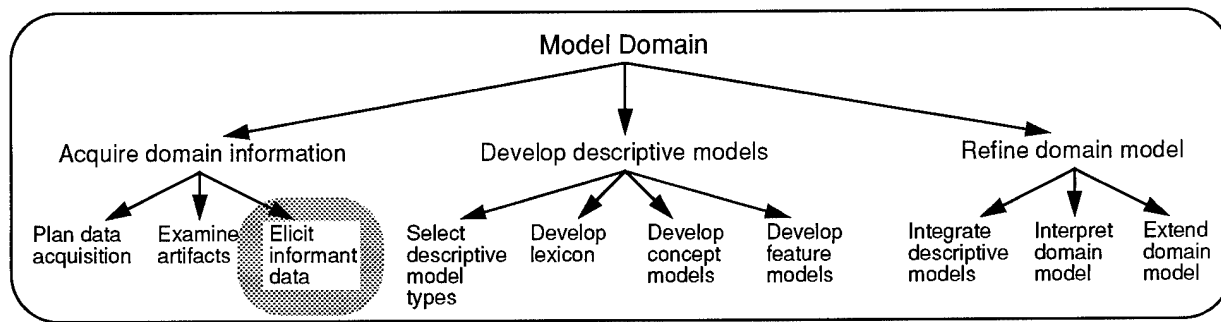 Model Domain
Acquire domain information
Develop descriptive models
Refine domain model
Plan data
acquisition
Examine
artifacts
Elicit
informant
data
Select
descriptive
model
types
Develop
lexicon
Develop
concept
models
Develop
feature
models
Integrate
descriptive
models
Interpret
domain
model
Extend
domain
model